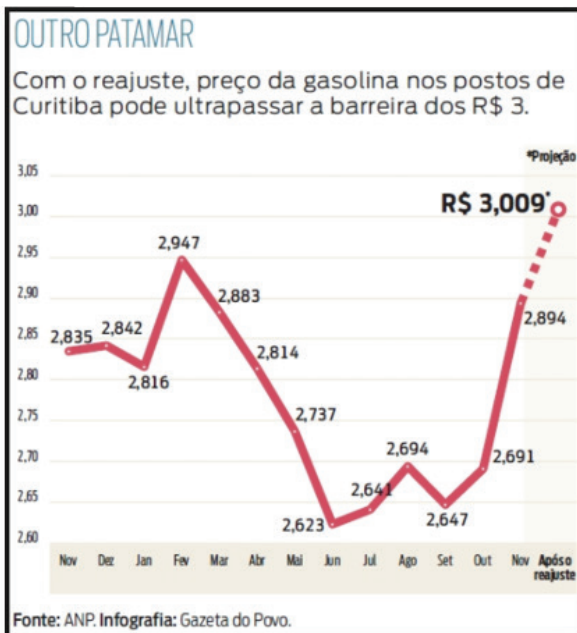 OUTRO PATAMAR
Com o reajuste, preço da gasolina nos postos de
Curitiba pode ultrapassar a barreira dos R$ 3.
*Projeção
3,05
3,00
2,95
2,90
2,85
2,80
2,75
2,70
2,65
2,60
R$ 3,009*
2,835
2,842
2,816
2,947
2,883
2,814
2,737
2,623
2,641
2,694
2,647
2,691
2,894
Nov Dez Jan Fev Mar Abr Mai Jun Jul Ago Set Out Nov Após o
reajuste
Fonte: ANP. Infografia: Gazeta do Povo.